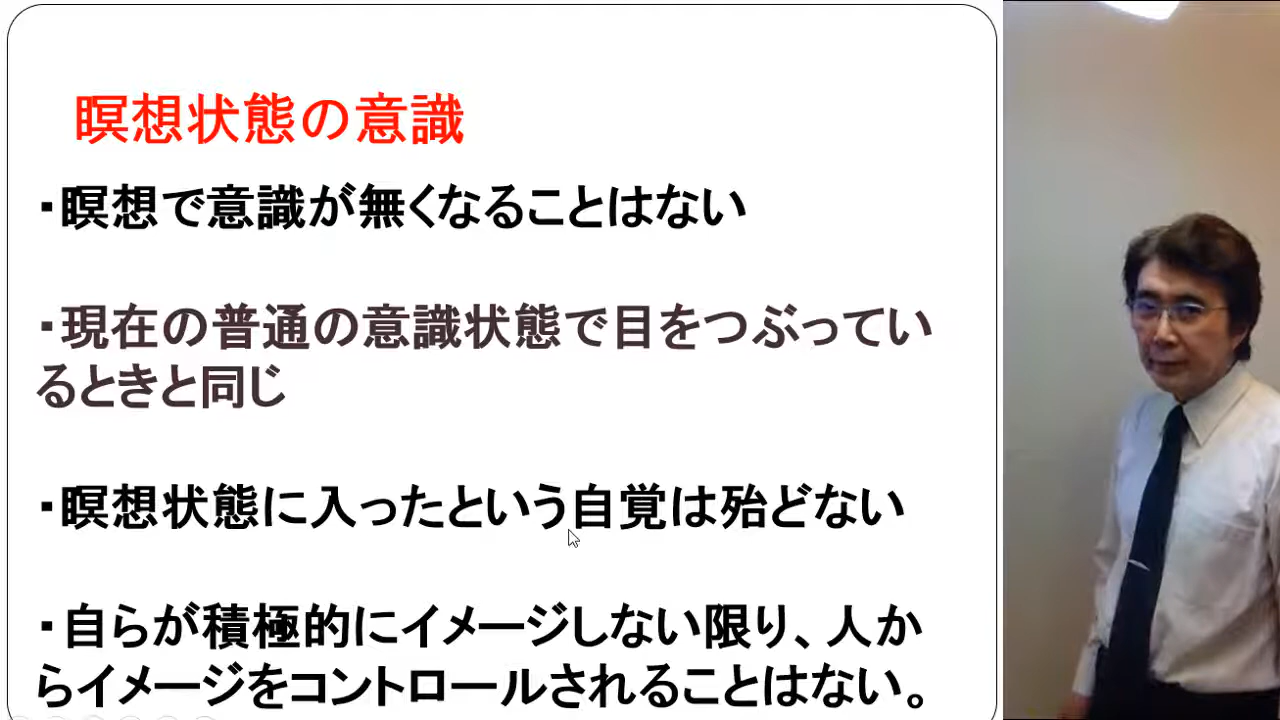 瞑想状態の意識
・瞑想で意識が無くなることはない
・現在の普通の意識状態で目をつぶってい
るときと同じ
・瞑想状態に入ったという自覚は殆どない
・自らが積極的にイメージしない限り、人か
らイメージをコントロールされることはない。